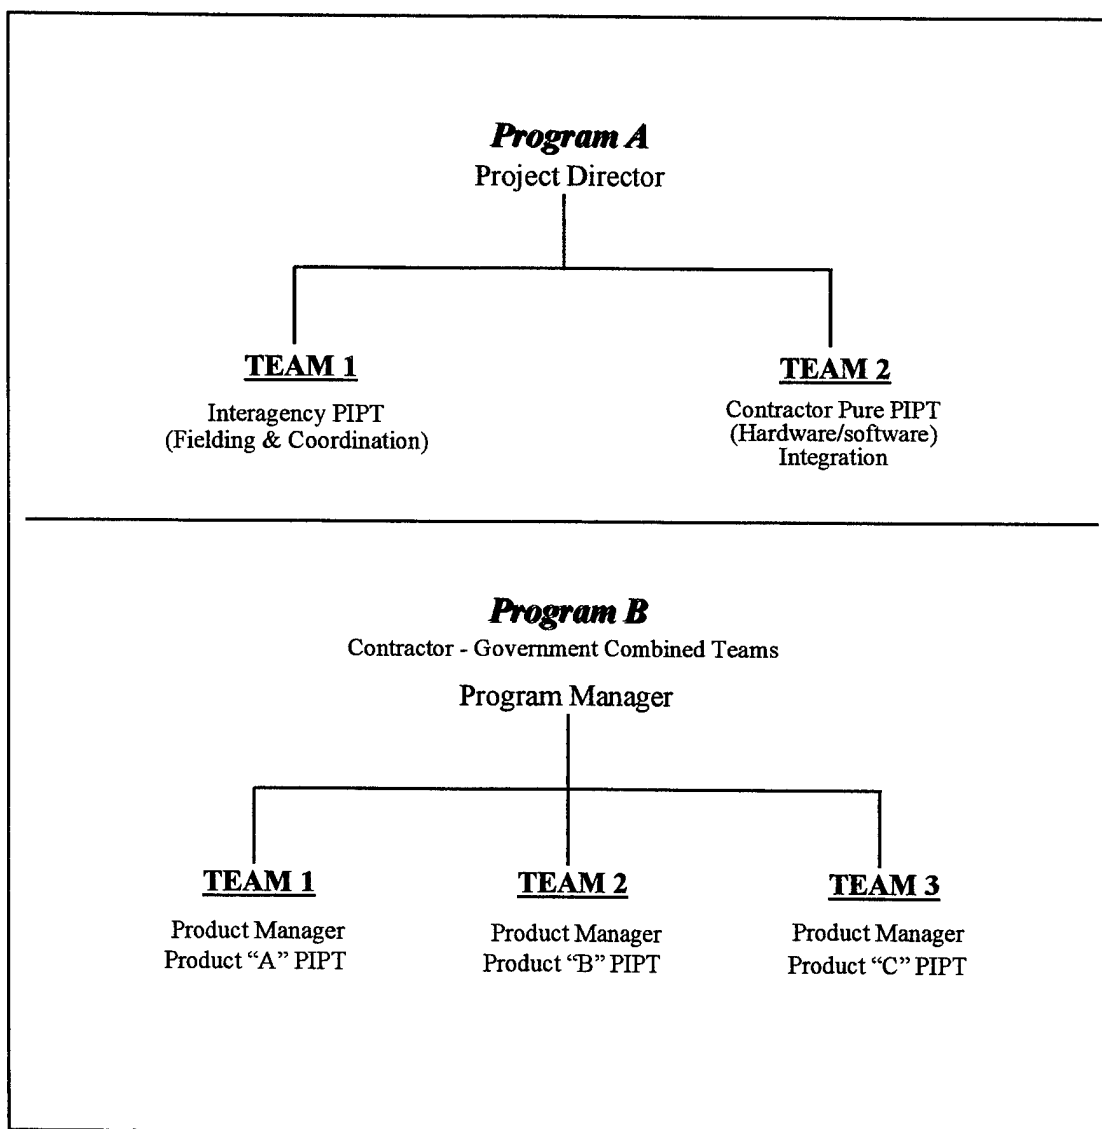 Program A
Project Director
TEAM 1
Interagency PIPT
(Fielding & Coordination)
TEAM 2
Contractor Pure PIPT
(Hardware/software)
Integration
Program B
Contractor - Government Combined Teams
Program Manager
TEAM 1
Product Manager
Product “A” PIPT
TEAM 2
Product Manager
Product “B” PIPT
TEAM 3
Product Manager
Product “C” PIPT